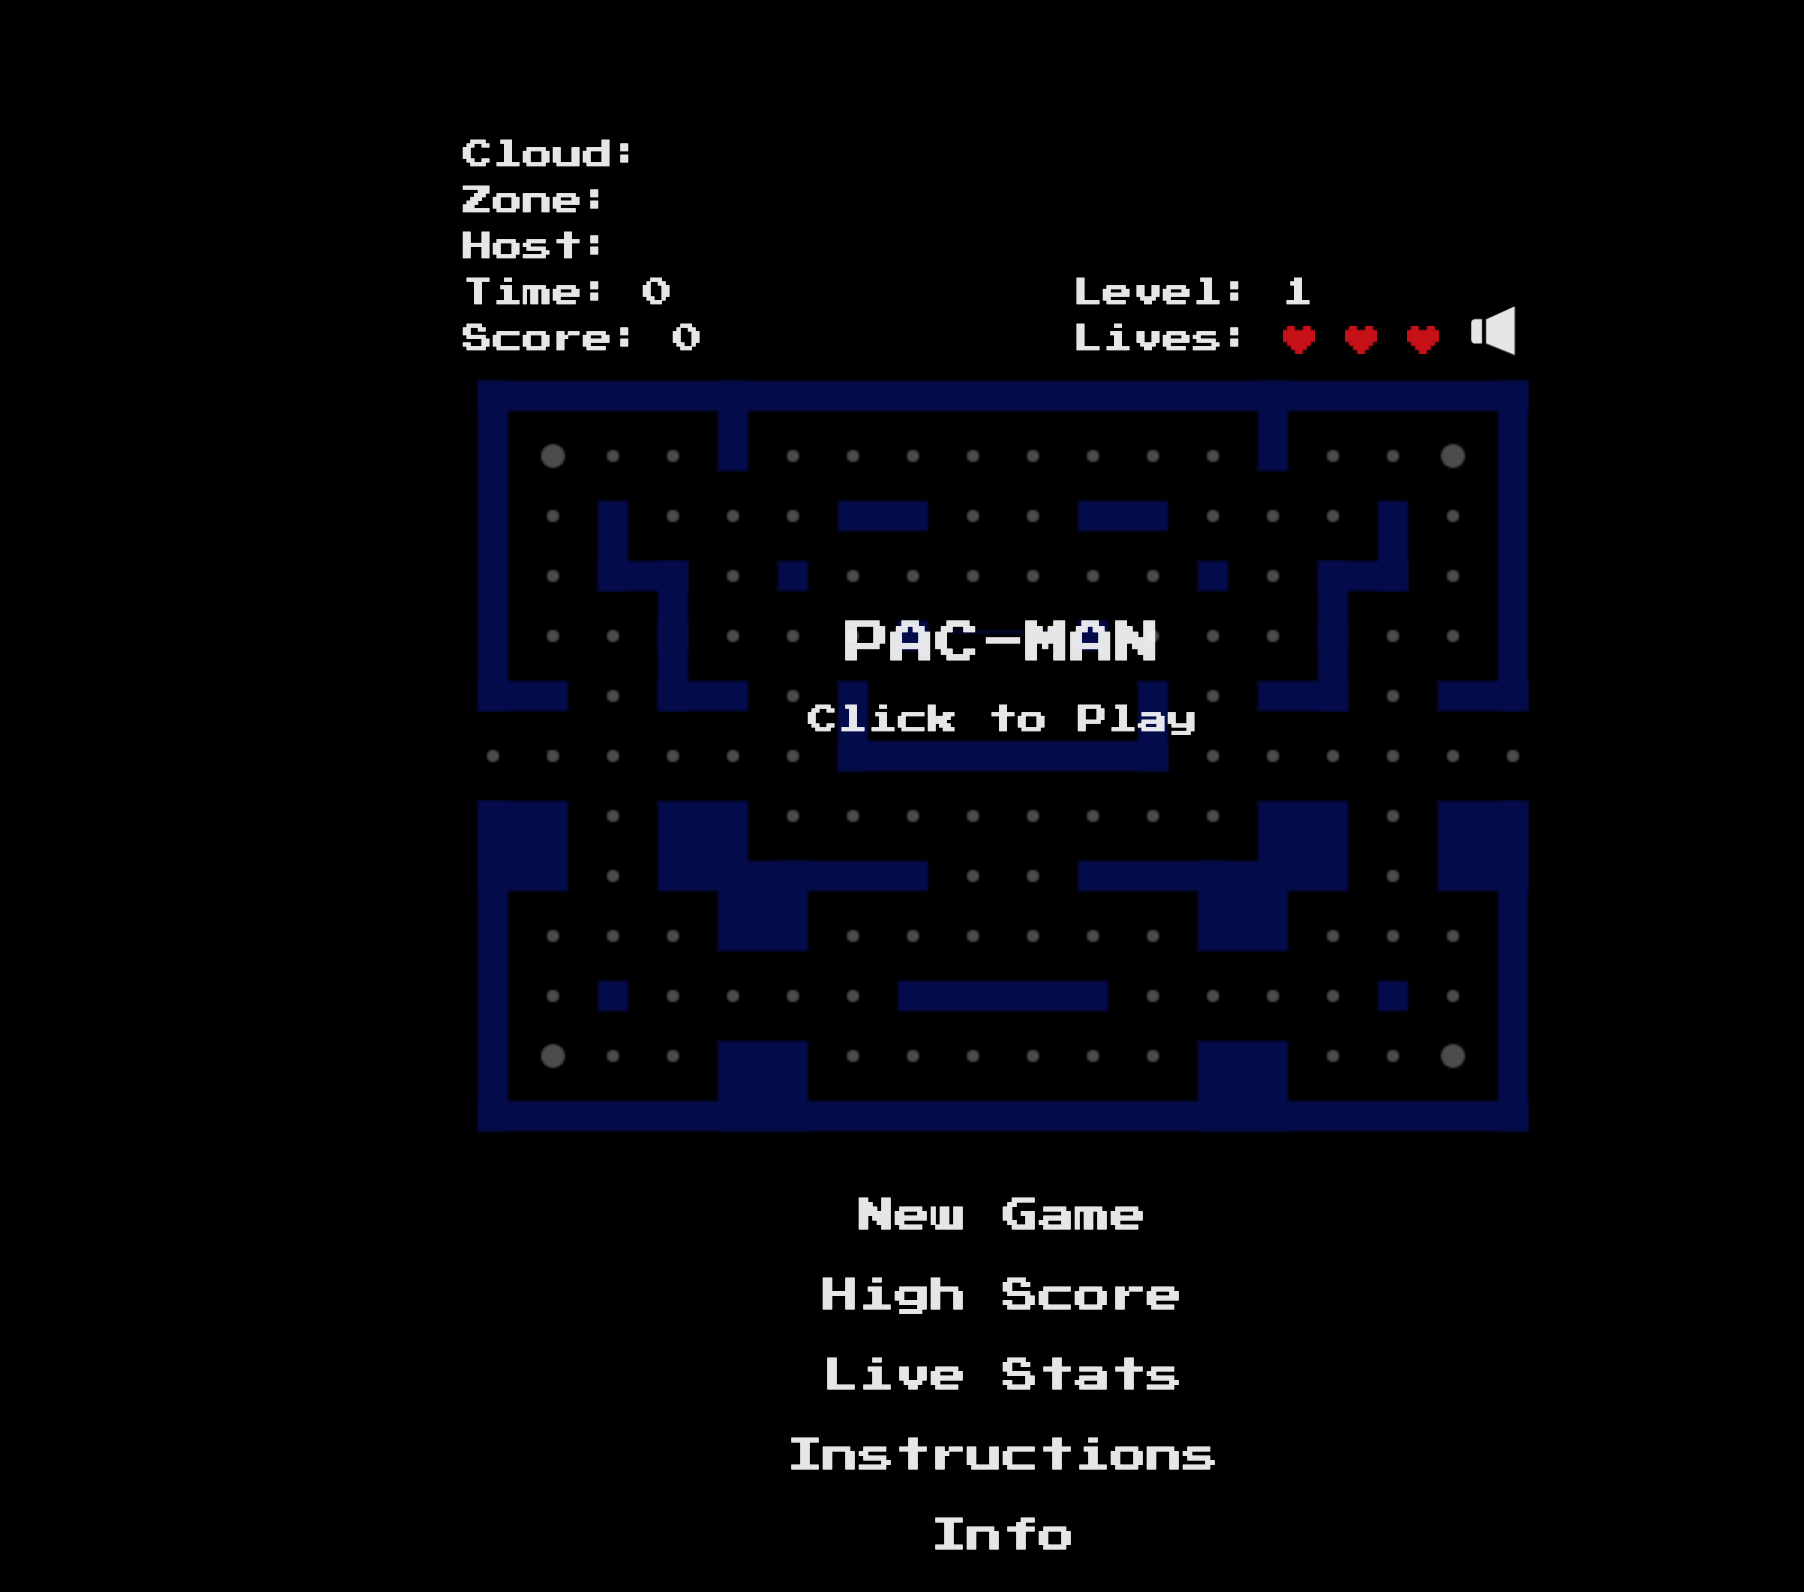 Cloud:
Zone:
Host:
Time: 0
Level: 1
Score: 0
Lives:
PAC-MAN
Click to Play
New Game
High Score
Live Stats
Instructions
Info